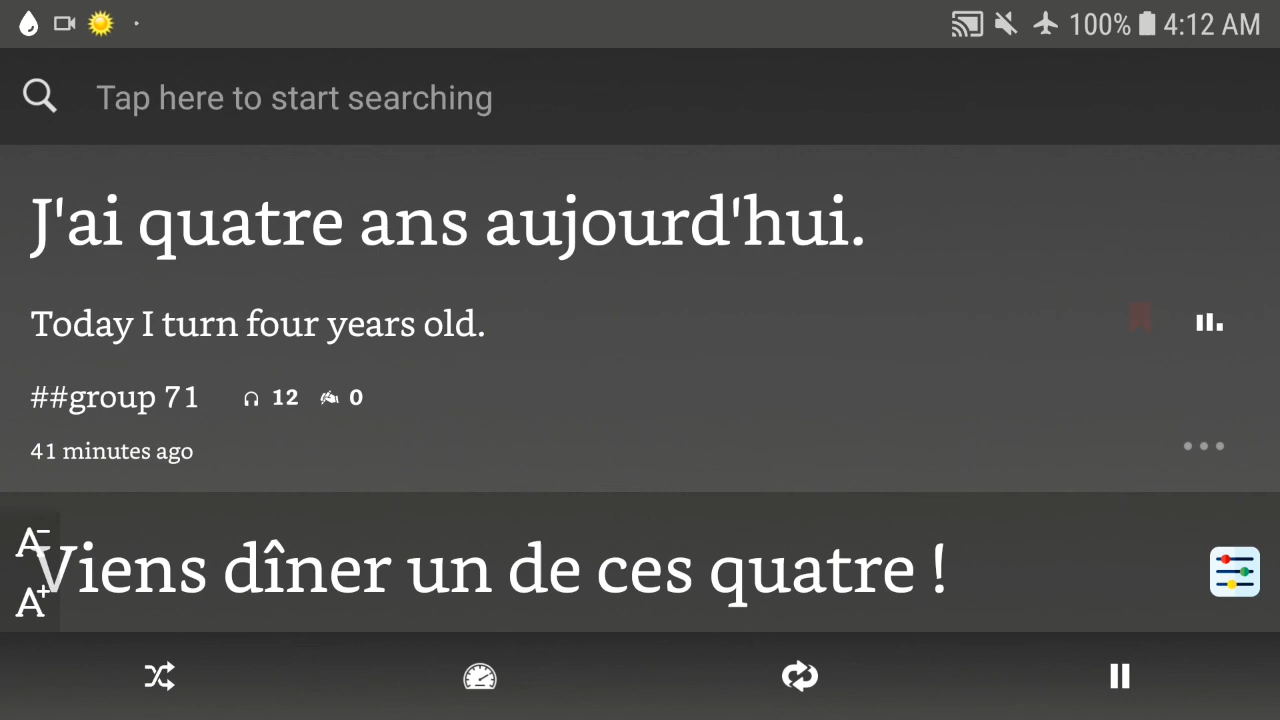 100% 4:12 AM
Tap here to start searching
J'ai quatre ans aujourd'hui.
Today I turn four years old.
##group 71 12 0
41 minutes ago
A-
Viens dîner un de ces quatre !
A+